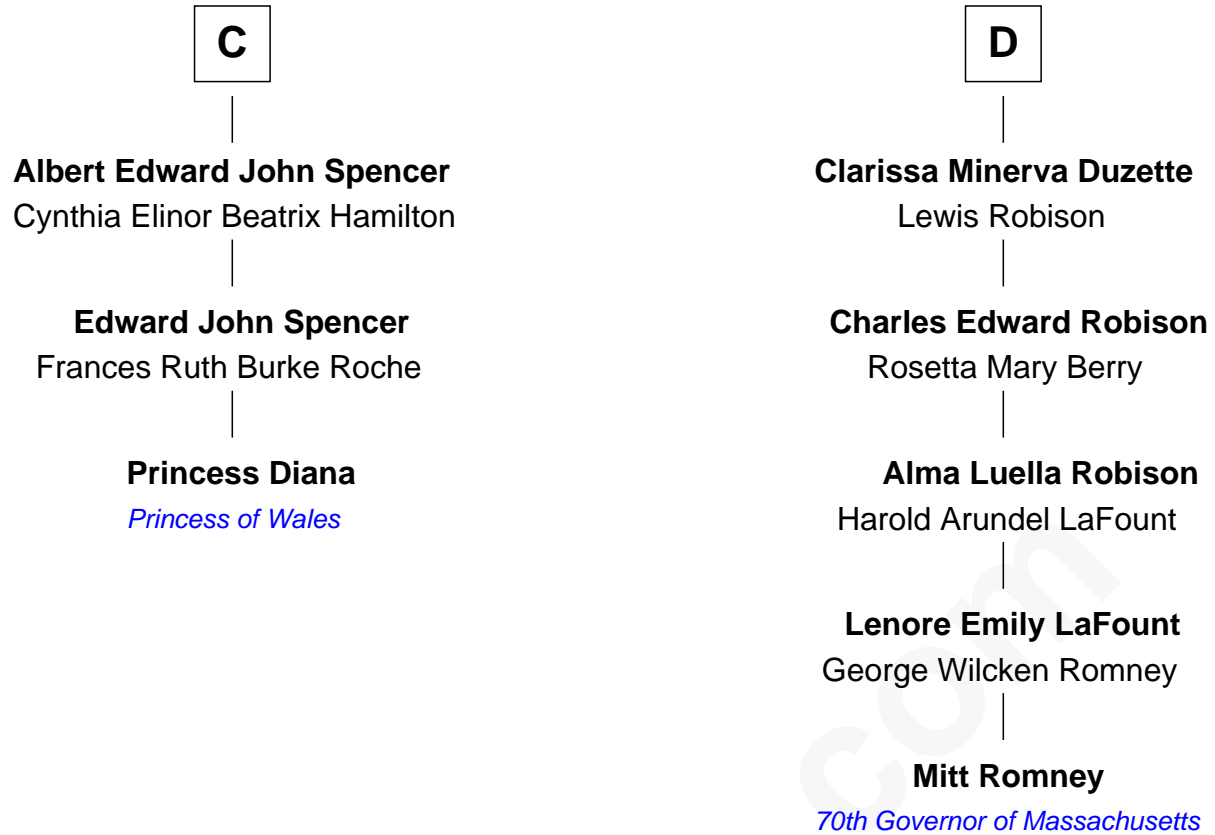 C
Albert Edward John Spencer
Cynthia Elinor Beatrix Hamilton
Edward John Spencer
Frances Ruth Burke Roche
Princess Diana
Princess of Wales
D
Clarissa Minerva Duzette
Lewis Robison
Charles Edward Robison
Rosetta Mary Berry
Alma Luella Robison
Harold Arundel LaFount
Lenore Emily LaFount
George Wilcken Romney
Mitt Romney
70th Governor of Massachusetts
com